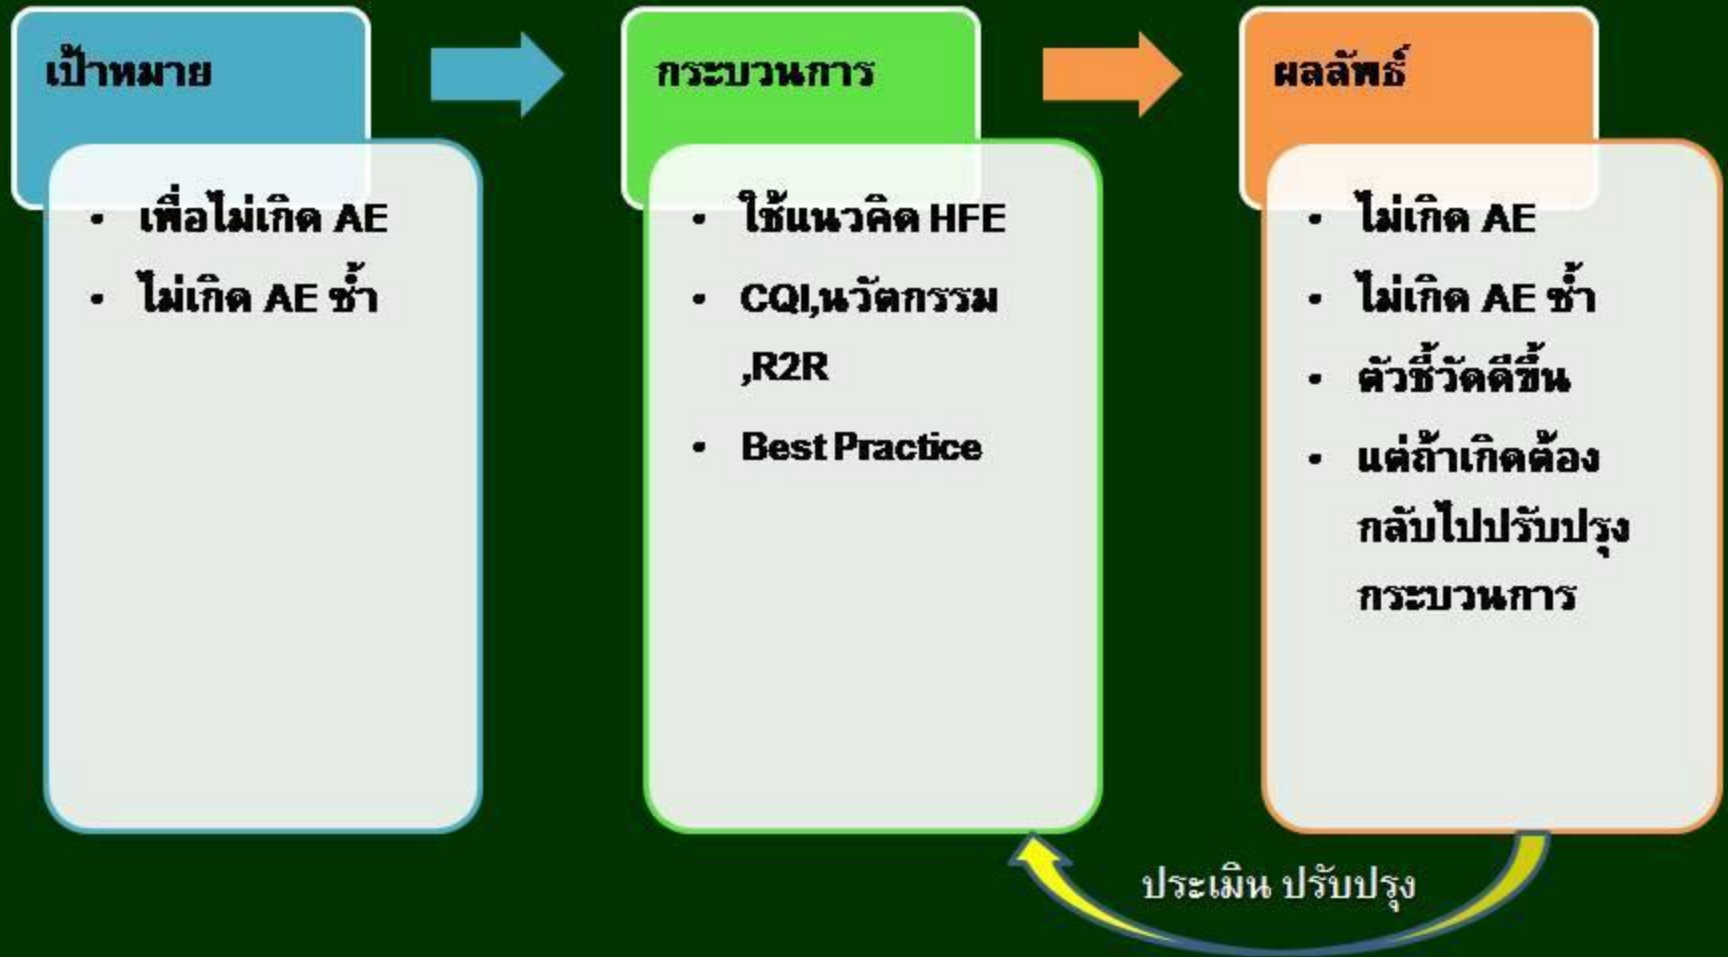 เป้าหมาย
• เพื่อไม่เกิด AE
• ไม่เกิด AE ซ้ำ
กระบวนการ
• ใช้แนวคิด HFE
• CQI,นวัตกรรม
,R2R
• Best Practice
ผลลัพธ์
• ไม่เกิด AE
• ไม่เกิด AE ซ้ำ
• ตัวชี้วัดดีขึ้น
• แต่ถ้าเกิดต้อง
กลับไปปรับปรุง
กระบวนการ
ประเมิน ปรับปรุง